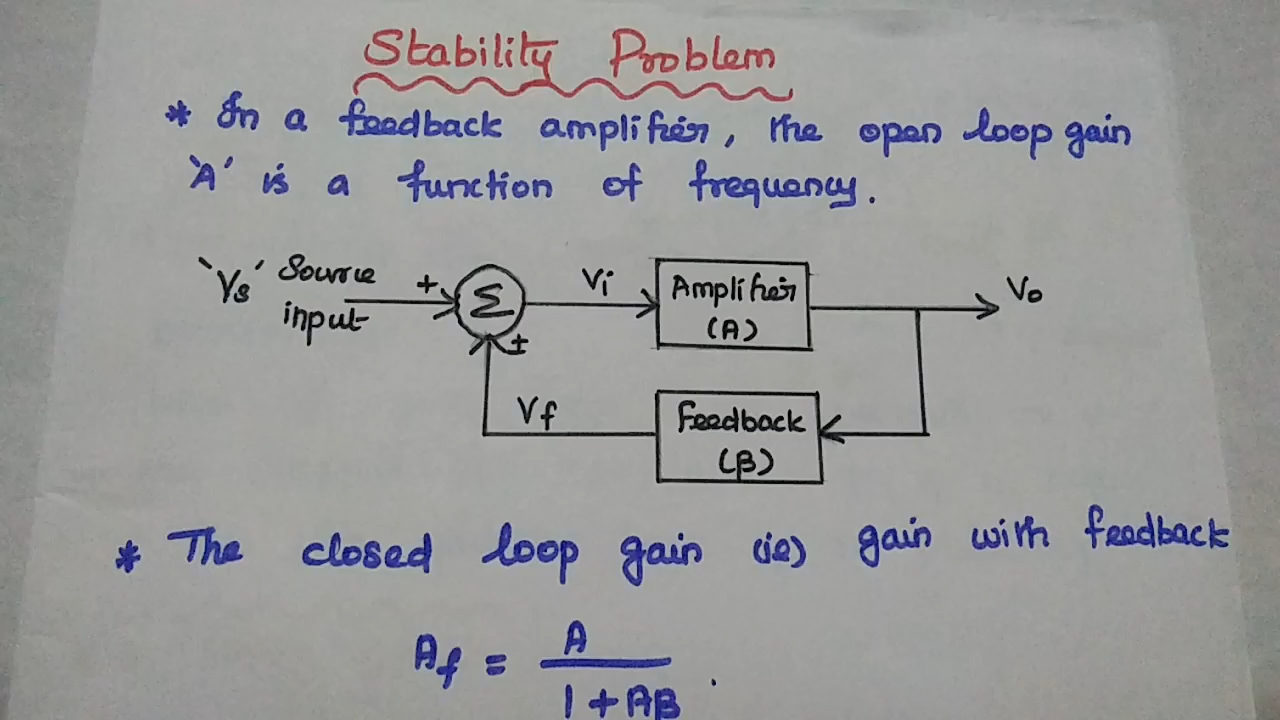 Stability Problem
* In a feedback amplifier, the open loop gain
'A' is a function of frequency.
'Vs' Source input
+
Σ
±
Vi
Amplifier
(A)
Vo
Vf
Feedback
(β)
* The closed loop gain (ie) gain with feedback
Af = A / 1 + Aβ .